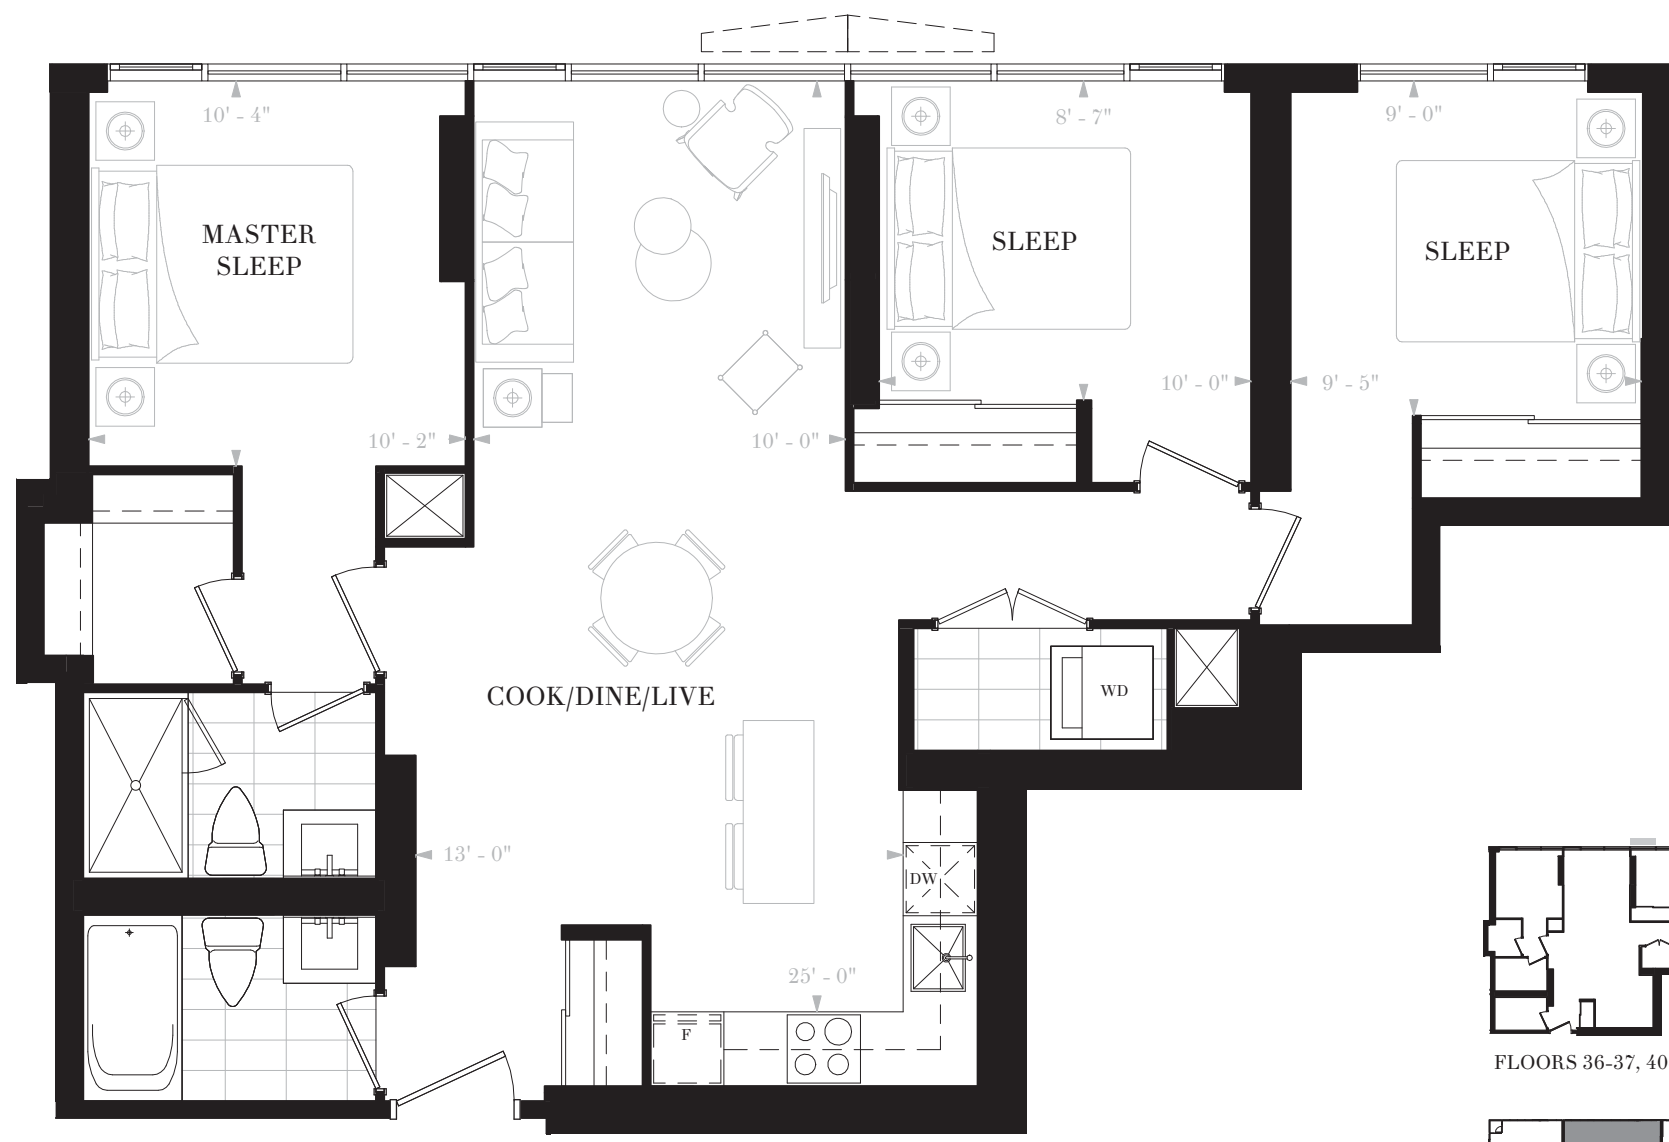 10' - 4"
8' - 7"
9' - 0"
MASTER
SLEEP
SLEEP
SLEEP
10' - 2"
10' - 0"
10' - 0"
9' - 5"
COOK/DINE/LIVE
WD
13' - 0"
DW
25' - 0"
F
FLOORS 36-37, 40